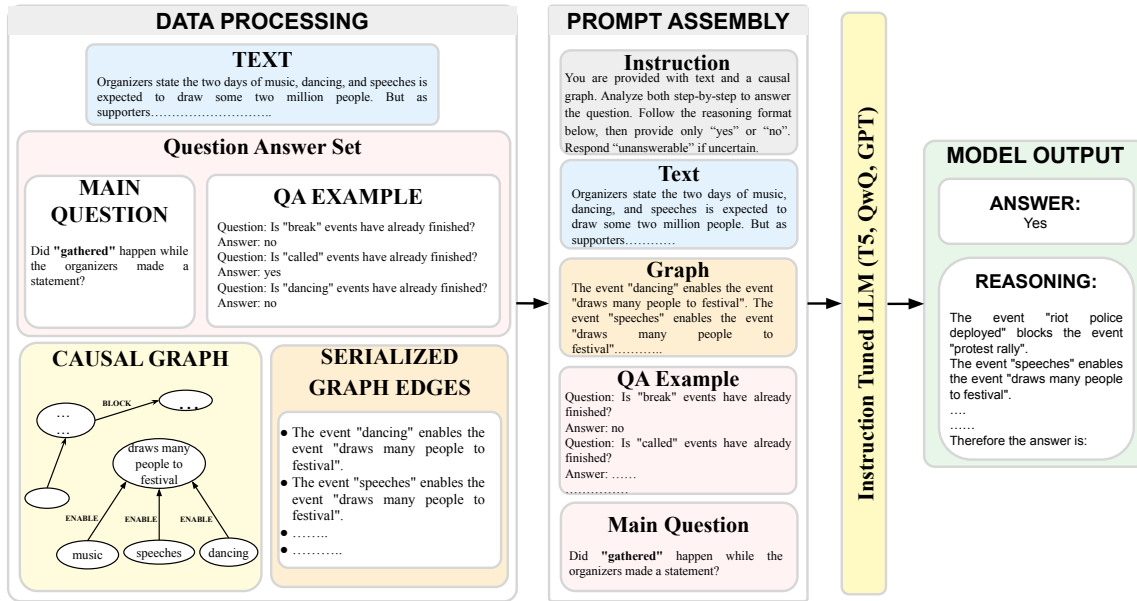 DATA PROCESSING
TEXT
Organizers state the two days of music, dancing, and speeches is
expected to draw some two million people. But as
supporters………………………..
Question Answer Set
MAIN
QUESTION
Did "gathered" happen while
the organizers made a
statement?
QA EXAMPLE
Question: Is "break" events have already finished?
Answer: no
Question: Is "called" events have already finished?
Answer: yes
Question: Is "dancing" events have already finished?
Answer: no
CAUSAL GRAPH
…
…
BLOCK
...
draws many
people to
festival
ENABLE
ENABLE
ENABLE
music
speeches
dancing
SERIALIZED
GRAPH EDGES
● The event "dancing" enables the
event "draws many people to
festival".
● The event "speeches" enables the
event "draws many people to
festival".
● ……..
● ………..
PROMPT ASSEMBLY
Instruction
You are provided with text and a causal
graph. Analyze both step-by-step to answer
the question. Follow the reasoning format
below, then provide only “yes” or “no”.
Respond “unanswerable” if uncertain.
Text
Organizers state the two days of music,
dancing, and speeches is expected to
draw some two million people. But as
supporters…………
Graph
The event "dancing" enables the event
"draws many people to festival". The
event "speeches" enables the event
"draws many people to
festival"………..
QA Example
Question: Is "break" events have already
finished?
Answer: no
Question: Is "called" events have already
finished?
Answer: ……
……………
Main Question
Did "gathered" happen while the
organizers made a statement?
Instruction Tuned LLM (T5, QwQ, GPT)
MODEL OUTPUT
ANSWER:
Yes
REASONING:
The event "riot police
deployed" blocks the event
"protest rally".
The event "speeches" enables
the event "draws many people
to festival".
….
……
Therefore the answer is: